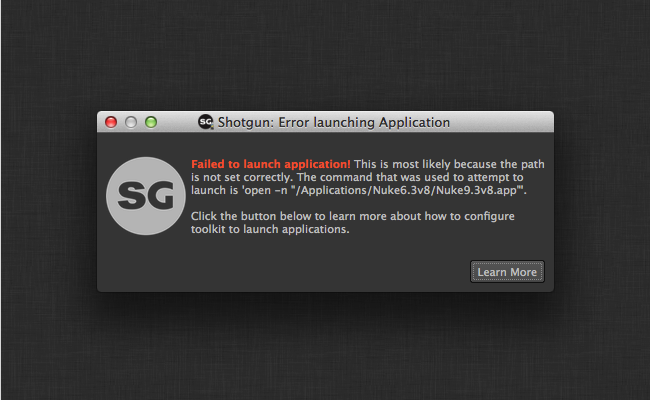 SG Shotgun: Error launching Application
SG
Failed to launch application! This is most likely because the path
is not set correctly. The command that was used to attempt to
launch is 'open -n "/Applications/Nuke6.3v8/Nuke9.3v8.app"'.
Click the button below to learn more about how to configure
toolkit to launch applications.
Learn More